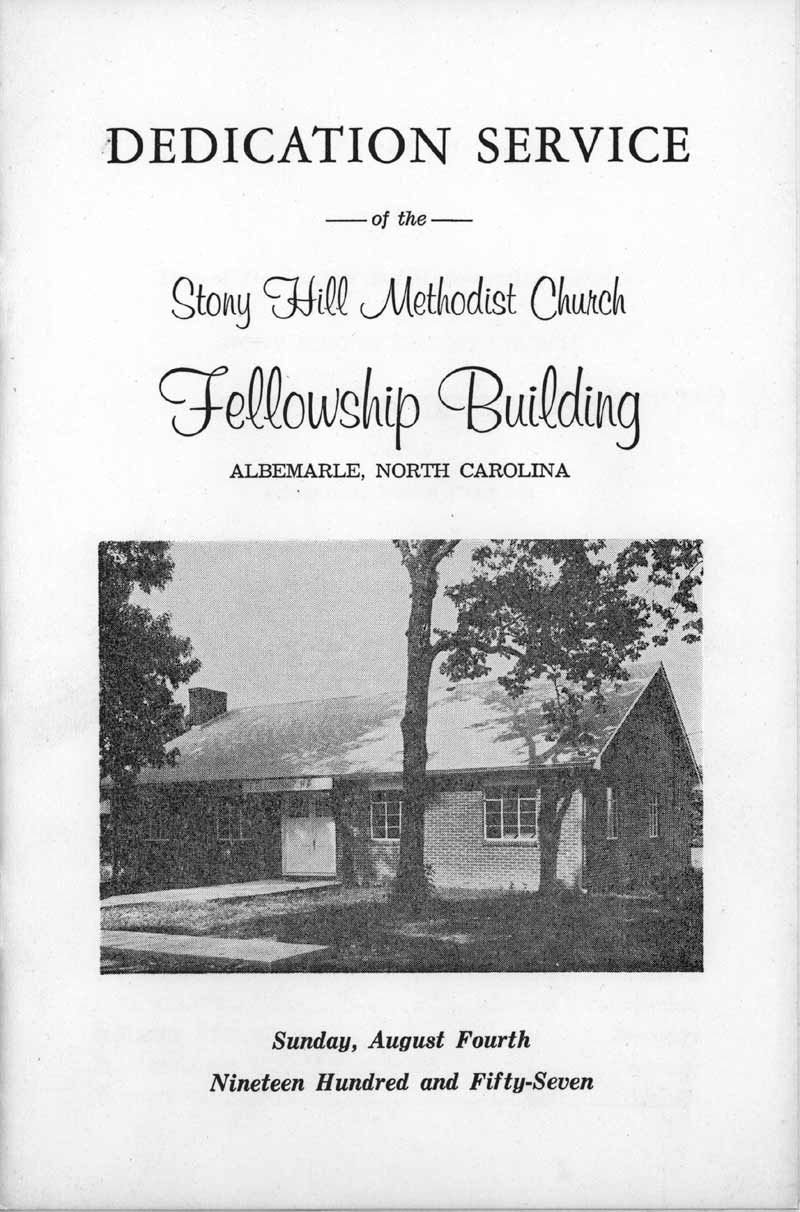 DEDICATION SERVICE
— of the —
Stony Hill Methodist Church
Fellowship Building
ALBEMARLE, NORTH CAROLINA
Sunday, August Fourth
Nineteen Hundred and Fifty-Seven